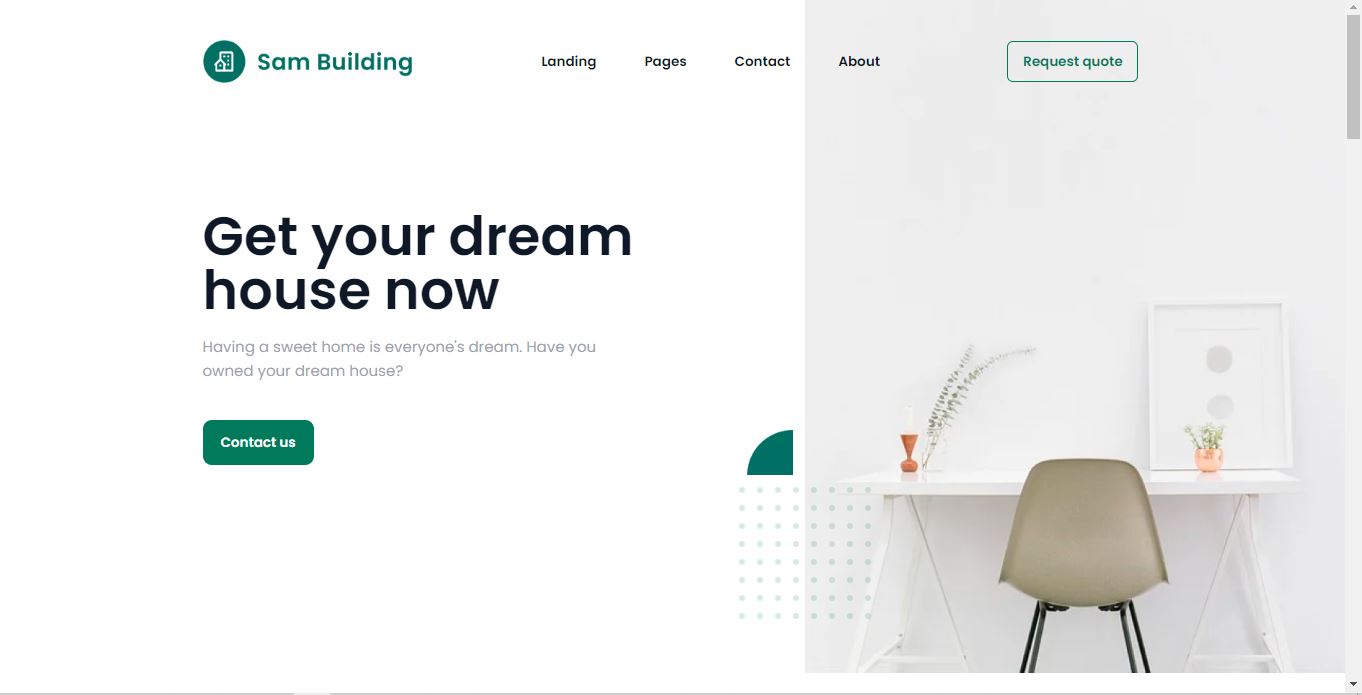 Sam Building
Landing
Pages
Contact
About
Request quote
Get your dream
house now
Having a sweet home is everyone's dream. Have you
owned your dream house?
Contact us